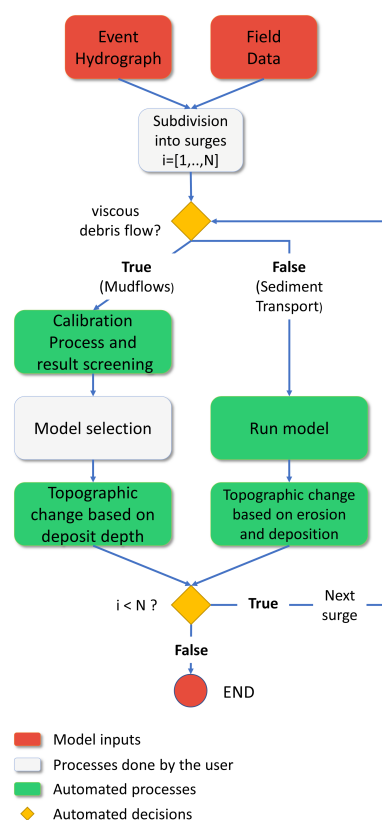 Event
Hydrograph
Field
Data
Subdivision
into surges
i=[1,..,N]
viscous
debris flow?
True
(Mudflows)
False
(Sediment
Transport)
Calibration
Process and
result screening
Model selection
Run model
Topographic
change based on
deposit depth
Topographic change
based on erosion
and deposition
i < N ?
True
Next
surge
False
END
Model inputs
Processes done by the user
Automated processes
Automated decisions